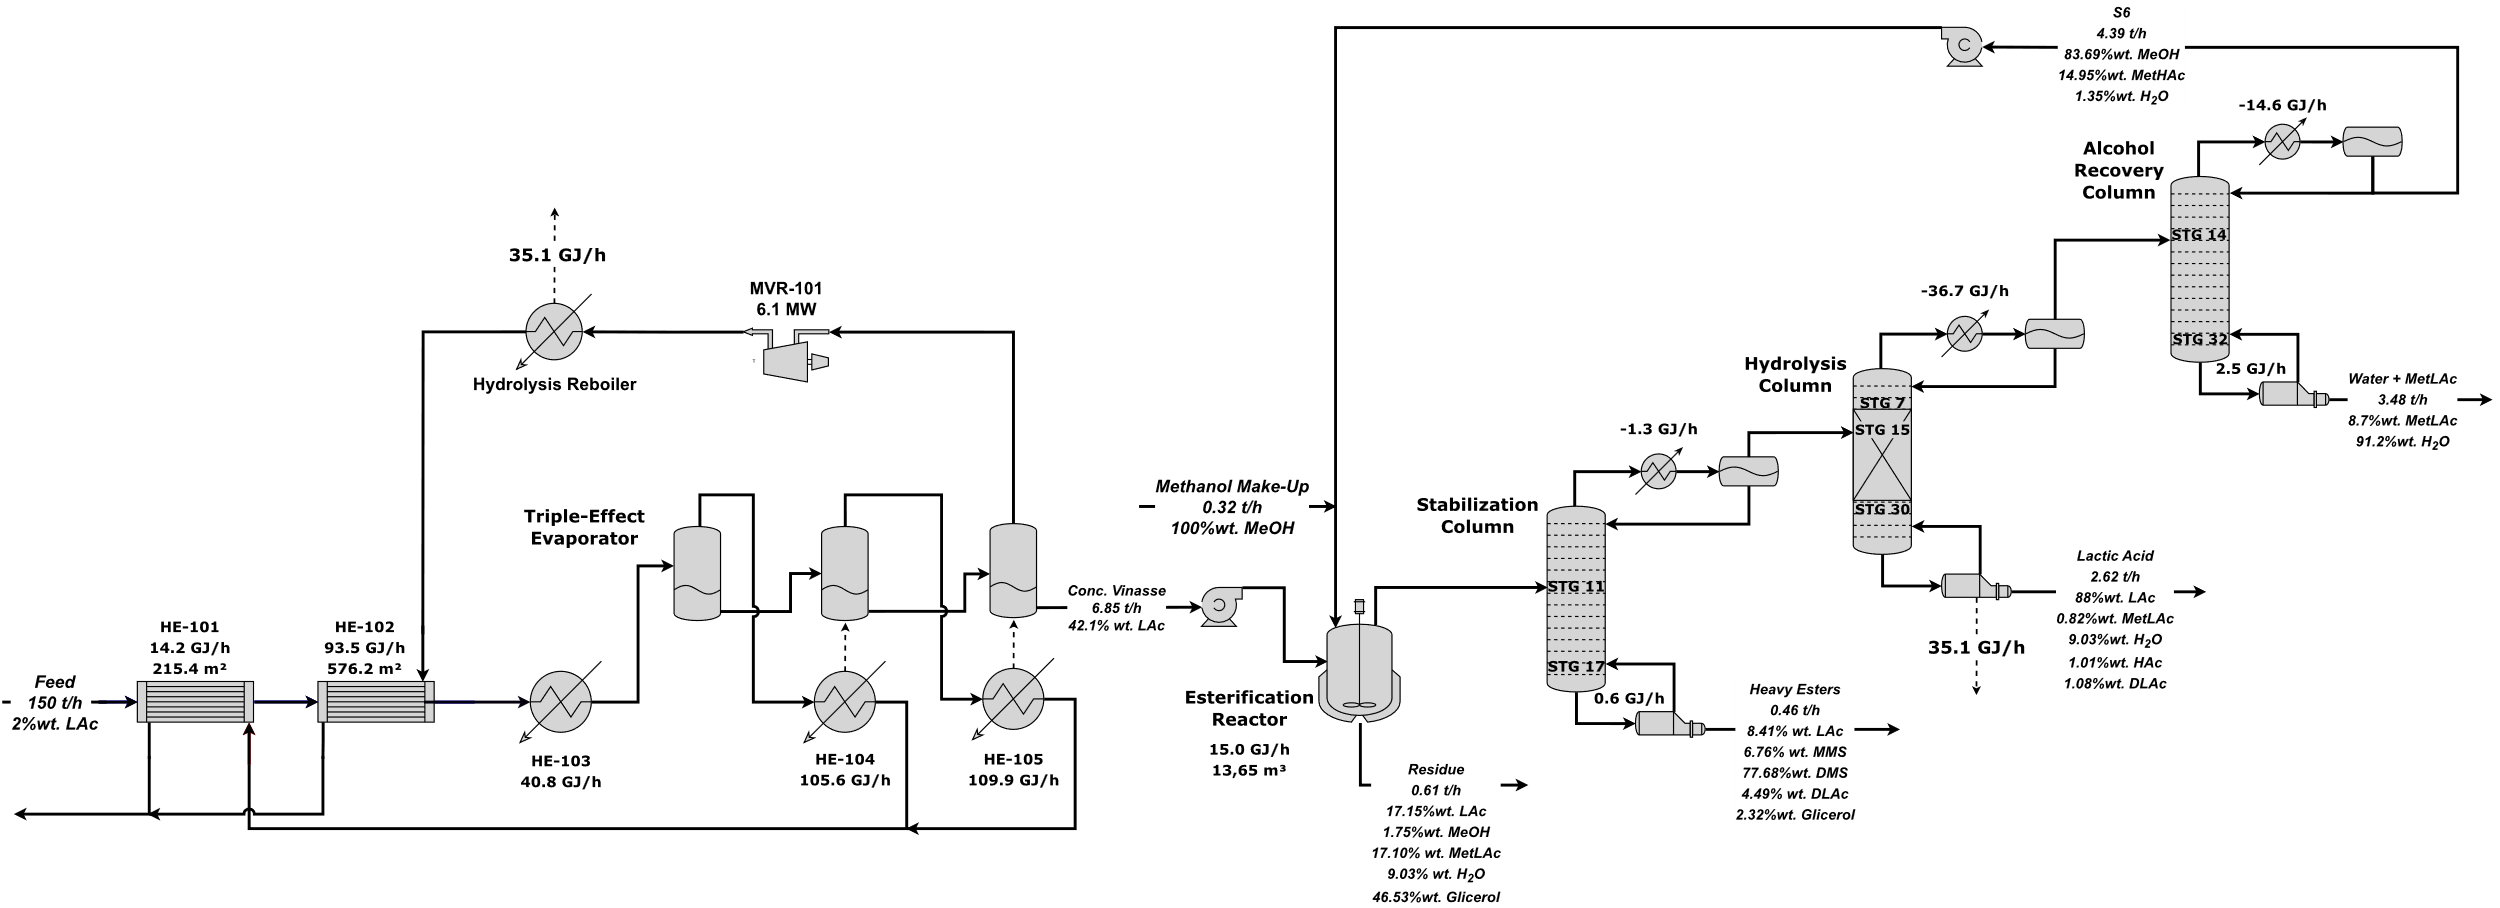 S6
4.39 t/h
83.69%wt. MeOH
14.95%wt. MetHAc
1.35%wt. H2O
-14.6 GJ/h
Alcohol
Recovery
Column
STG 14
STG 32
2.5 GJ/h
Water + MetLAc
3.48 t/h
8.7%wt. MetLAc
91.2%wt. H2O
-36.7 GJ/h
Hydrolysis
Column
STG 7
STG 15
STG 30
35.1 GJ/h
Lactic Acid
2.62 t/h
88%wt. LAc
0.82%wt. MetLAc
9.03%wt. H2O
1.01%wt. HAc
1.08%wt. DLAc
-1.3 GJ/h
Stabilization
Column
STG 11
STG 17
0.6 GJ/h
Heavy Esters
0.46 t/h
8.41% wt. LAc
6.76% wt. MMS
77.68%wt. DMS
4.49% wt. DLAc
2.32%wt. Glicerol
Methanol Make-Up
0.32 t/h
100%wt. MeOH
Esterification
Reactor
15.0 GJ/h
13,65 m³
Residue
0.61 t/h
17.15%wt. LAc
1.75%wt. MeOH
17.10% wt. MetLAc
9.03% wt. H2O
46.53%wt. Glicerol
35.1 GJ/h
Hydrolysis Reboiler
MVR-101
6.1 MW
T
Triple-Effect
Evaporator
Conc. Vinasse
6.85 t/h
42.1% wt. LAc
Feed
150 t/h
2%wt. LAc
HE-101
14.2 GJ/h
215.4 m²
HE-102
93.5 GJ/h
576.2 m²
HE-103
40.8 GJ/h
HE-104
105.6 GJ/h
HE-105
109.9 GJ/h
C
C